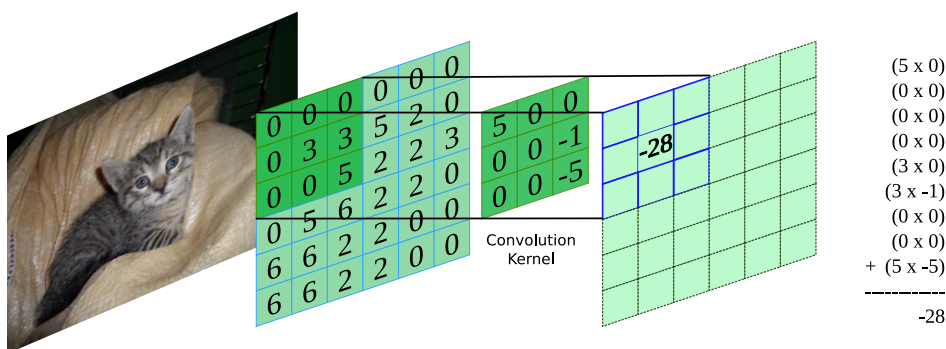 0 0 0 0 0 0
0 3 3 5 2 0
0 0 5 2 2 3
0 5 6 2 2 0
6 6 2 2 0 0
6 6 2 2 0 0
5 0 0
0 0 -1
0 0 -5
Convolution
Kernel
-28
(5 x 0)
(0 x 0)
(0 x 0)
(0 x 0)
(3 x 0)
(3 x -1)
(0 x 0)
(0 x 0)
+ (5 x -5)
-------------
-28